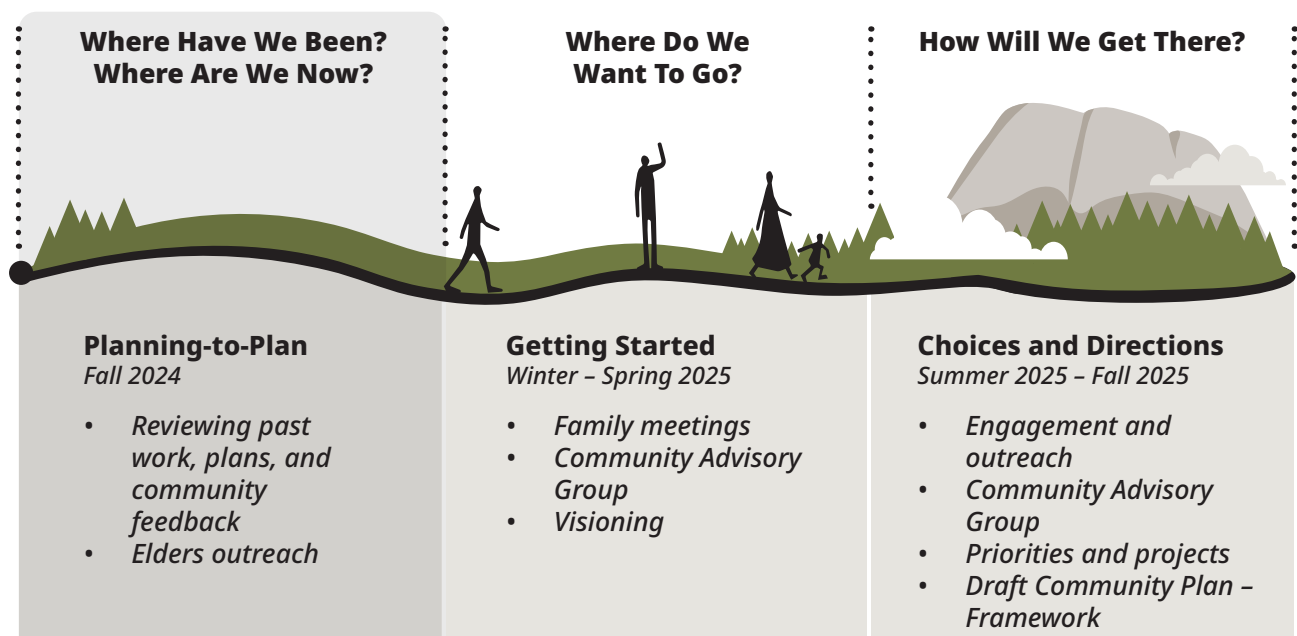 Where Have We Been?
Where Are We Now?
Where Do We
Want To Go?
How Will We Get There?
Planning-to-Plan
Fall 2024
• Reviewing past
work, plans, and
community
feedback
• Elders outreach
Getting Started
Winter – Spring 2025
• Family meetings
• Community Advisory
Group
• Visioning
Choices and Directions
Summer 2025 – Fall 2025
• Engagement and
outreach
• Community Advisory
Group
• Priorities and projects
• Draft Community Plan –
Framework